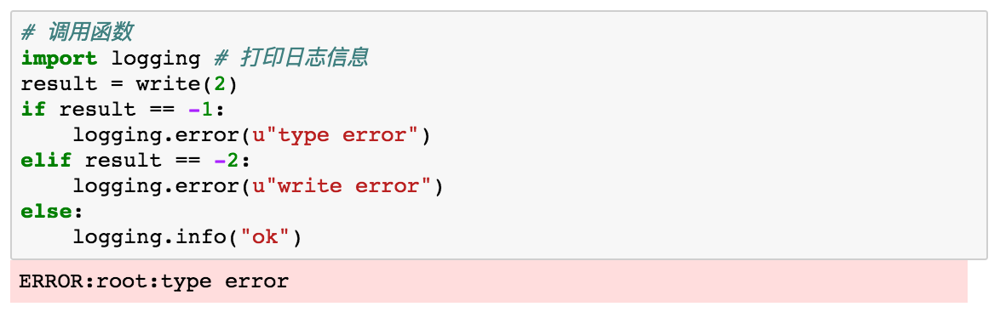 # 调用函数
import logging # 打印日志信息
result = write(2)
if result == -1:
    logging.error(u"type error")
elif result == -2:
    logging.error(u"write error")
else:
    logging.info("ok")
ERROR:root:type error